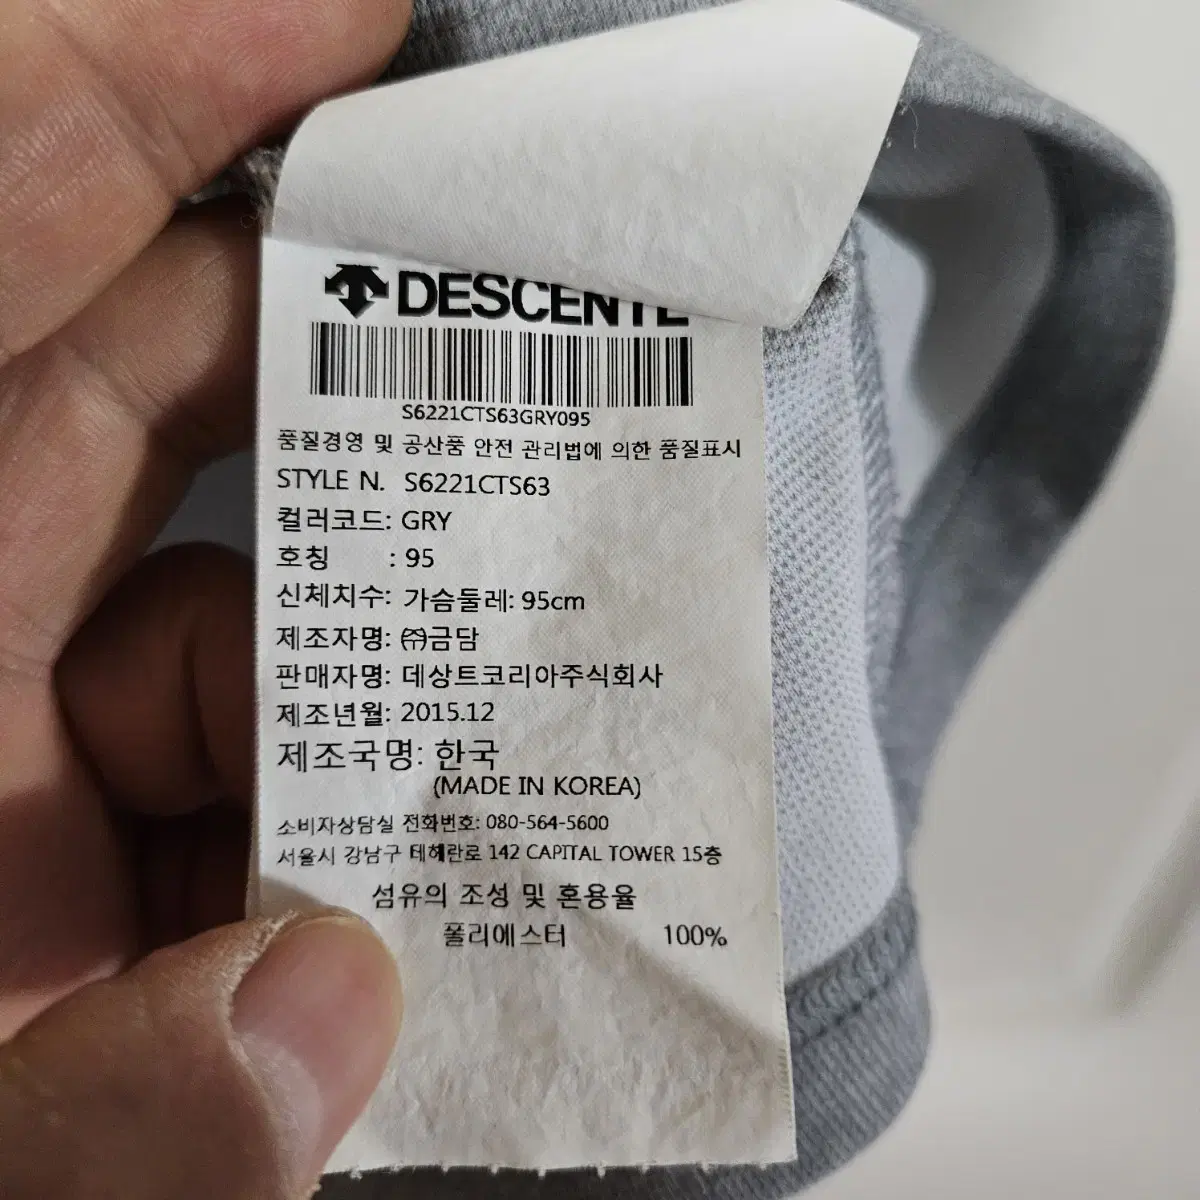 DESCENTE
S6221CTS63GRY095
품질경영 및 공산품 안전 관리법에 의한 품질표시
STYLE N. S6221CTS63
컬러코드: GRY
호칭 : 95
신체치수: 가슴둘레: 95cm
제조자명: ㈜금담
판매자명: 데상트코리아주식회사
제조년월: 2015.12
제조국명: 한국
(MADE IN KOREA)
소비자상담실 전화번호: 080-564-5600
서울시 강남구 테헤란로 142 CAPITAL TOWER 15층
섬유의 조성 및 혼용율
폴리에스터 100%